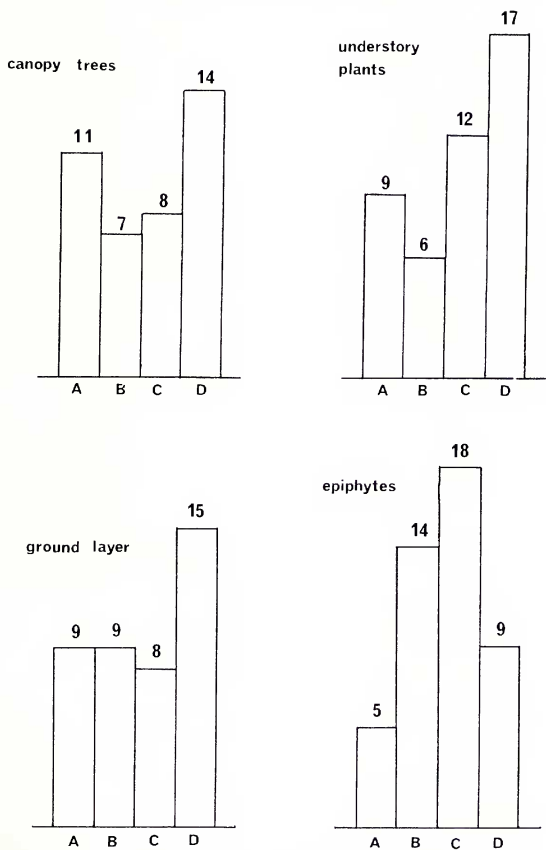 canopy trees
11
7
8
14
A B C D
understory
plants
9
6
12
17
A B C D
ground layer
9
9
8
15
A B C D
epiphytes
5
14
18
9
A B C D